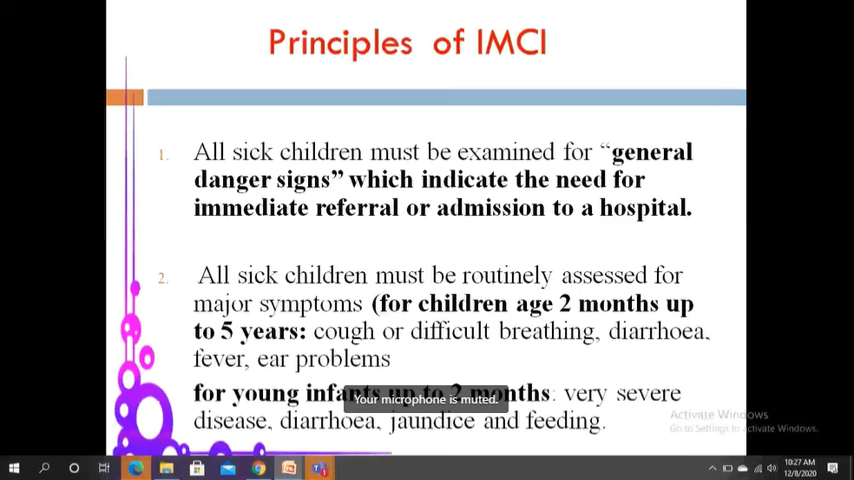 Principles of IMCI
1. All sick children must be examined for “general
danger signs” which indicate the need for
immediate referral or admission to a hospital.
2. All sick children must be routinely assessed for
major symptoms (for children age 2 months up
to 5 years: cough or difficult breathing, diarrhoea,
fever, ear problems
for young infants up to 2 months: very severe
Your microphone is muted.
disease, diarrhoea, jaundice and feeding.
Activate Windows
Go to Settings to activate Windows.
10:27 AM
12/8/2020